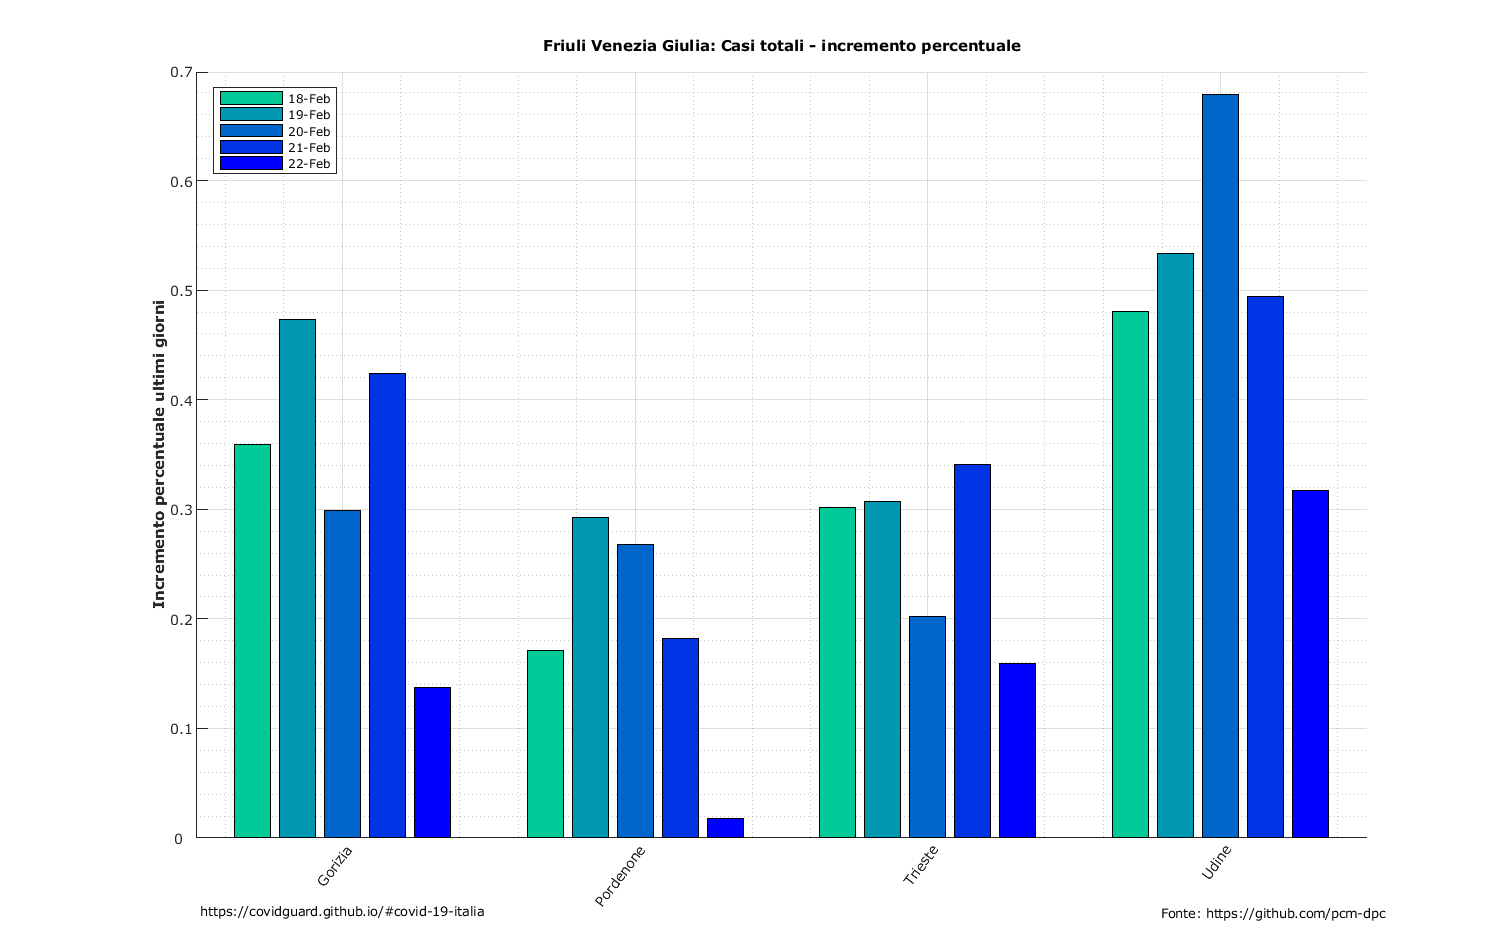 Friuli Venezia Giulia: Casi totali - incremento percentuale
18-Feb
19-Feb
20-Feb
21-Feb
22-Feb
Incremento percentuale ultimi giorni
0.7
0.6
0.5
0.4
0.3
0.2
0.1
0
Gorizia
Pordenone
Trieste
Udine
https://covidguard.github.io/#covid-19-italia
Fonte: https://github.com/pcm-dpc